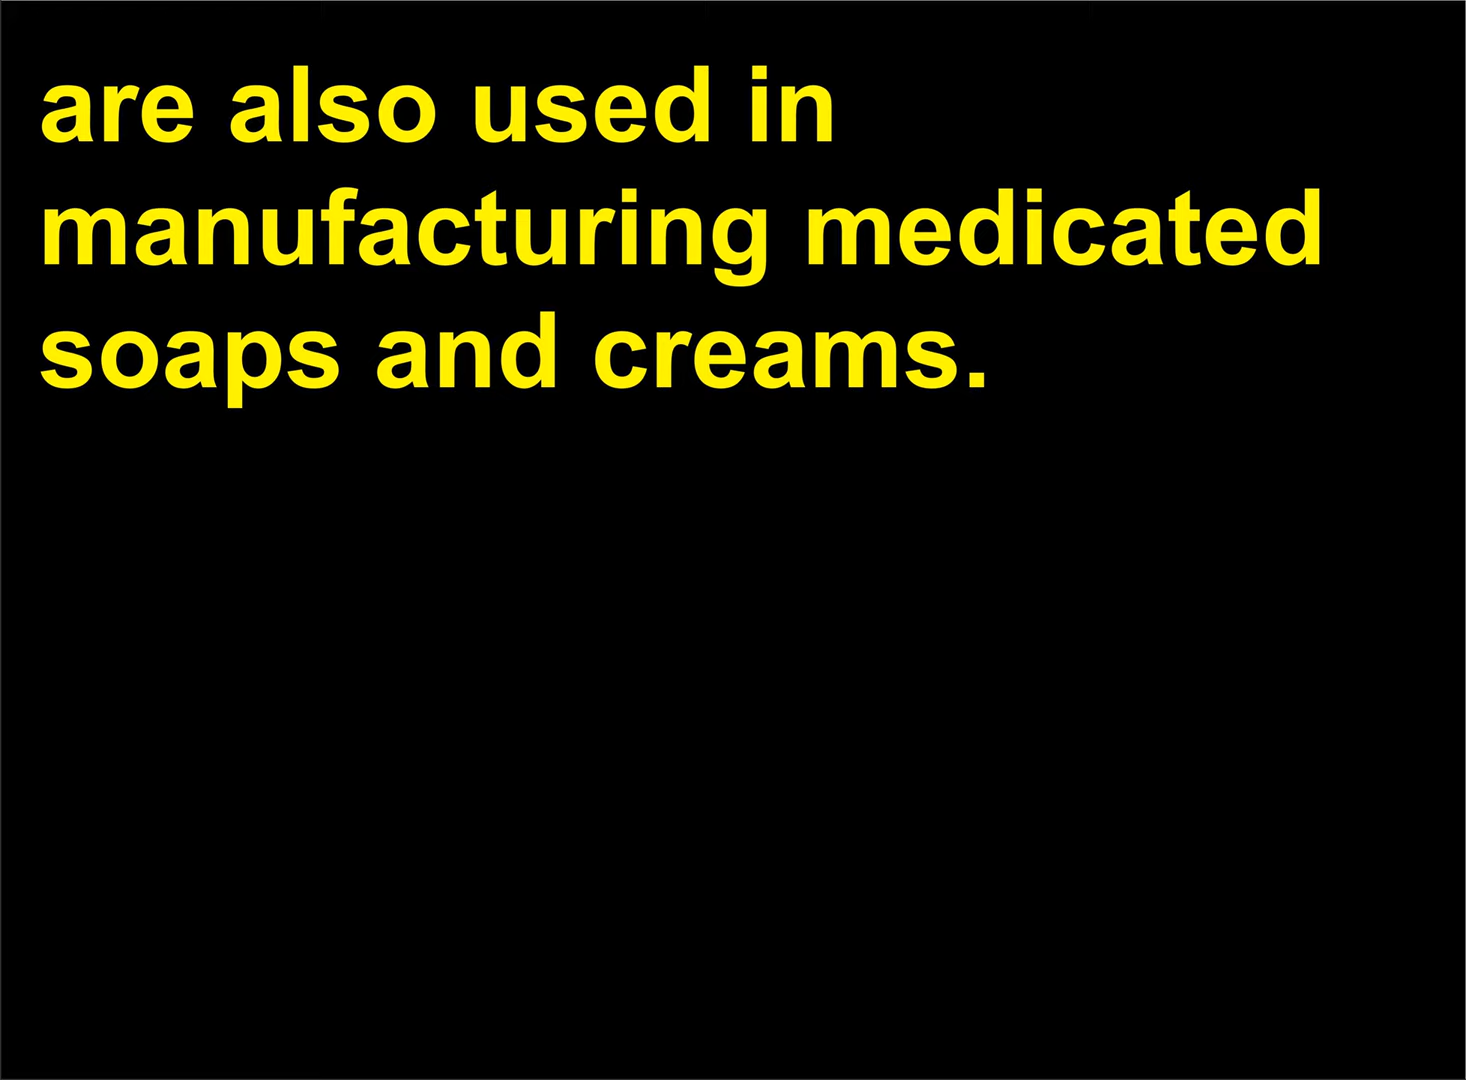 are also used in
manufacturing medicated
soaps and creams.